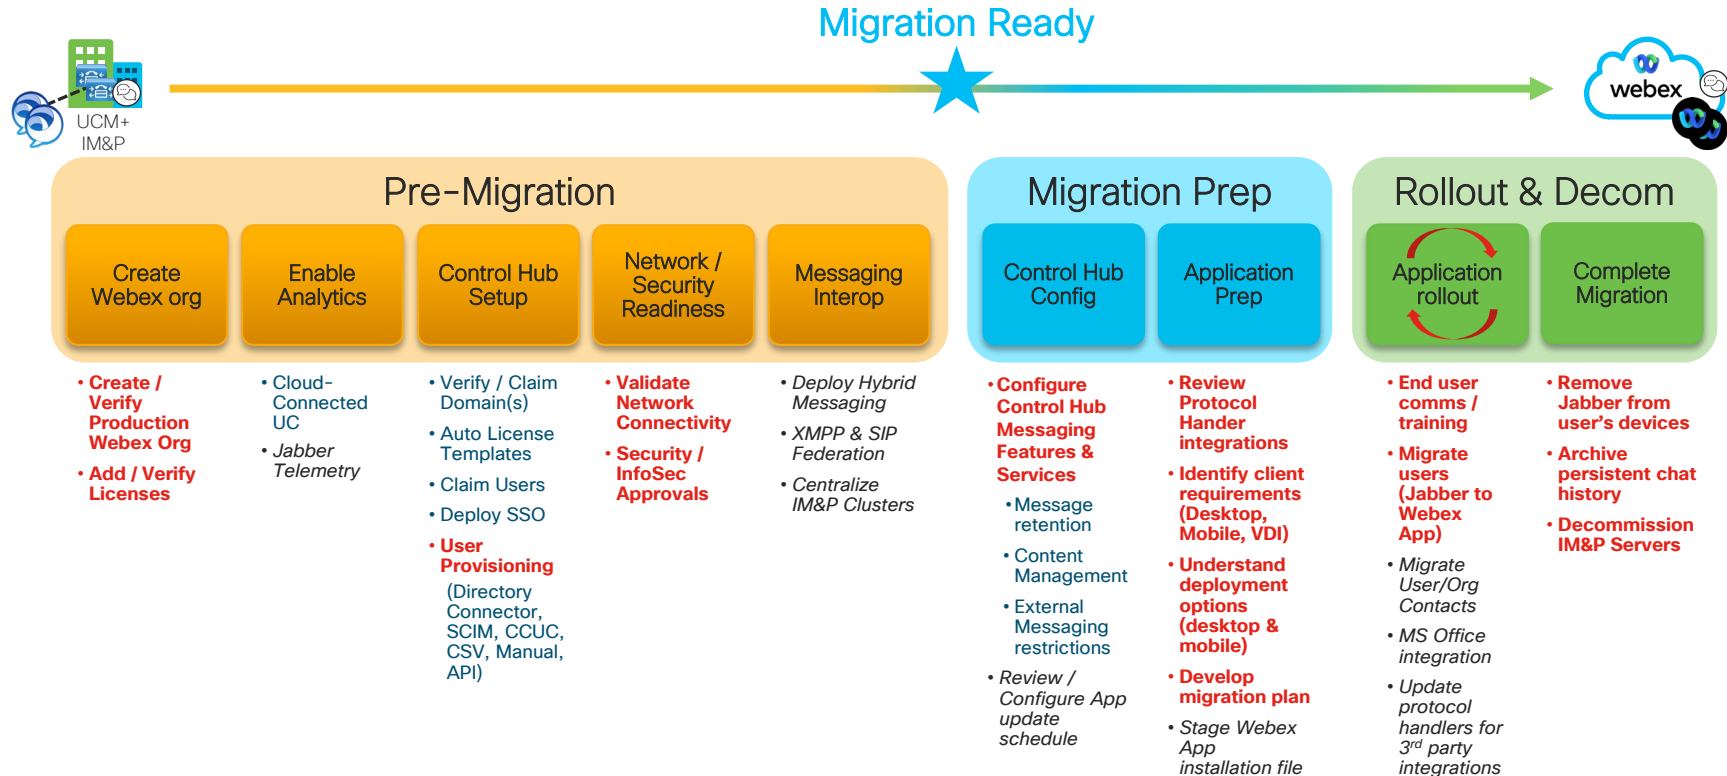 Migration Ready
UCM+
IM&P
webex
Pre-Migration
Create
Webex org
Enable
Analytics
Control Hub
Setup
Network /
Security
Readiness
Messaging
Interop
• Create /
Verify
Production
Webex Org
• Add / Verify
Licenses
• Cloud-
Connected
UC
• Jabber
Telemetry
• Verify / Claim
Domain(s)
• Auto License
Templates
• Claim Users
• Deploy SSO
• User
Provisioning
(Directory
Connector,
SCIM, CCUC,
CSV, Manual,
API)
• Validate
Network
Connectivity
• Security /
InfoSec
Approvals
• Deploy Hybrid
Messaging
• XMPP & SIP
Federation
• Centralize
IM&P Clusters
Migration Prep
Control Hub
Config
Application
Prep
• Configure
Control Hub
Messaging
Features &
Services
• Message
retention
• Content
Management
• External
Messaging
restrictions
• Review /
Configure App
update
schedule
• Review
Protocol
Hander
integrations
• Identify client
requirements
(Desktop,
Mobile, VDI)
• Understand
deployment
options
(desktop &
mobile)
• Develop
migration plan
• Stage Webex
App
installation file
Rollout & Decom
Application
rollout
Complete
Migration
• End user
comms /
training
• Migrate
users
(Jabber to
Webex
App)
• Migrate
User/Org
Contacts
• MS Office
integration
• Update
protocol
handlers for
3rd party
integrations
• Remove
Jabber from
user's devices
• Archive
persistent chat
history
• Decommission
IM&P Servers